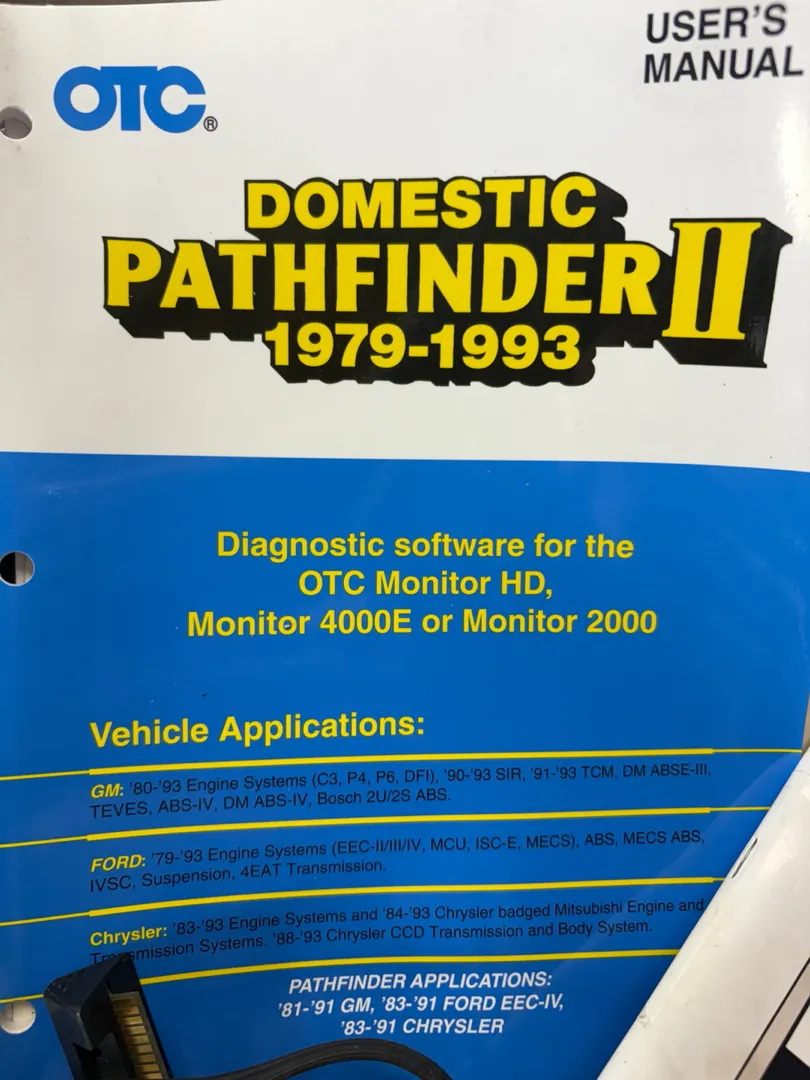 USER'S
MANUAL
OTC®
DOMESTIC
PATHFINDER II
1979-1993
Diagnostic software for the
OTC Monitor HD,
Monitor 4000E or Monitor 2000
Vehicle Applications:
GM: '80-'93 Engine Systems (C3, P4, P6, DFI), '90-'93 SIR, '91-'93 TCM, DM ABSE-III,
TEVES, ABS-IV, DM ABS-IV, Bosch 2U/2S ABS.
FORD: '79-'93 Engine Systems (EEC-II/III/IV, MCU, ISC-E, MECS), ABS, MECS ABS,
IVSC, Suspension, 4EAT Transmission.
Chrysler: '83-'93 Engine Systems and '84-'93 Chrysler badged Mitsubishi Engine and
Transmission Systems, '88-'93 Chrysler CCD Transmission and Body System.
PATHFINDER APPLICATIONS:
'81-'91 GM, '83-'91 FORD EEC-IV,
'83-'91 CHRYSLER